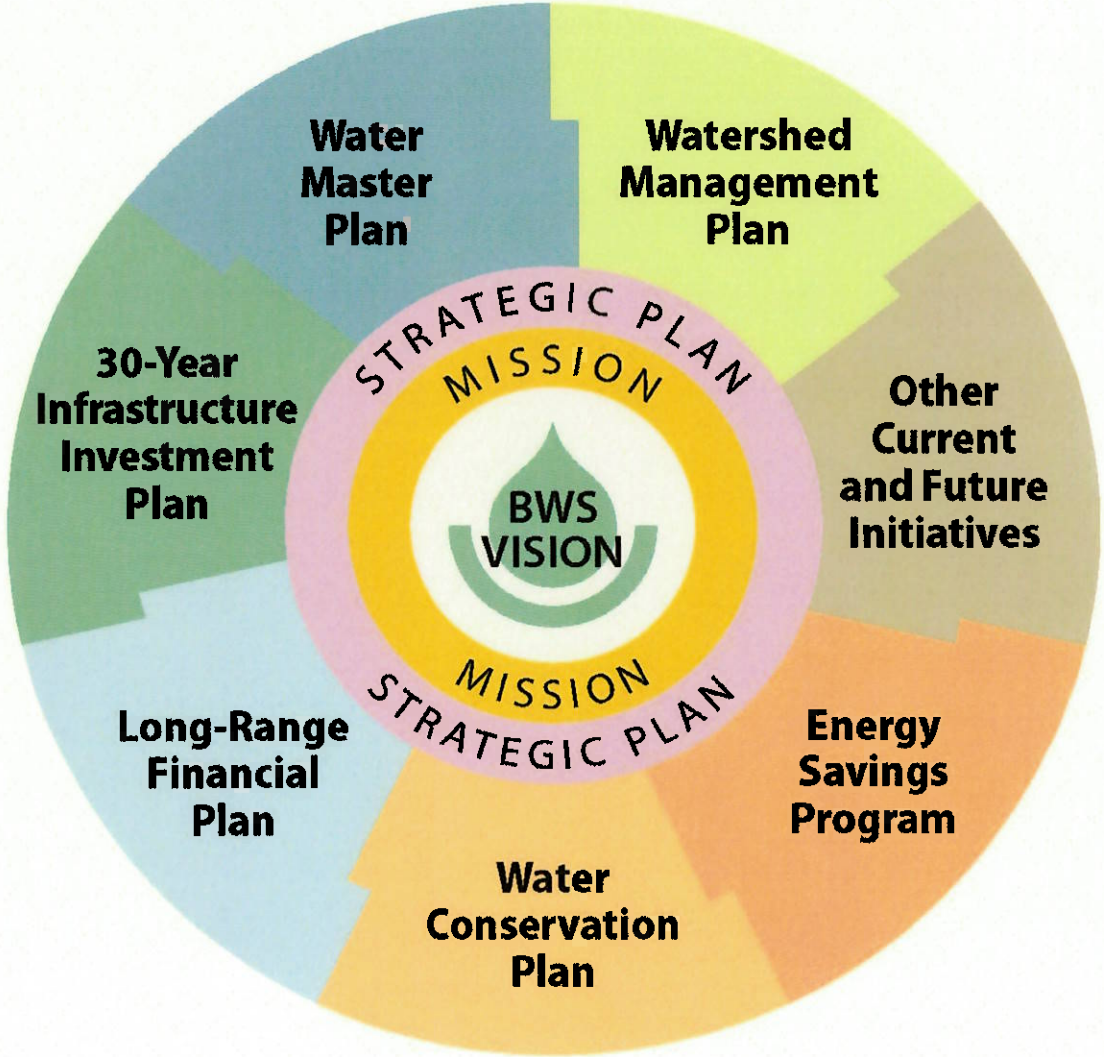 Water
Master
Plan
Watershed
Management
Plan
Other
Current
and Future
Initiatives
Energy
Savings
Program
Water
Conservation
Plan
Long-Range
Financial
Plan
30-Year
Infrastructure
Investment
Plan
STRATEGIC PLAN
MISSION
BWS
VISION
MISSION
STRATEGIC PLAN